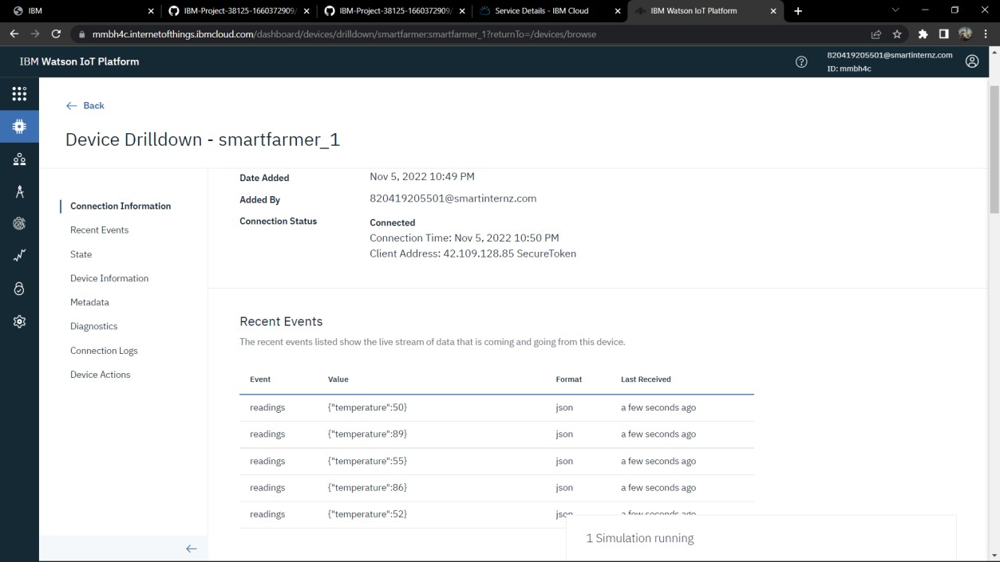 IBM
IBM-Project-38125-1660372909/
IBM-Project-38125-1660372909/
Service Details - IBM Cloud
IBM Watson IoT Platform
mmbh4c.internetofthings.ibmcloud.com/dashboard/devices/drilldown/smartfarmer:smartfarmer_1?returnTo=/devices/browse
IBM Watson IoT Platform
820419205501@smartinternz.com
ID: mmbh4c
Back
Device Drilldown - smartfarmer_1
Connection Information
Recent Events
State
Device Information
Metadata
Diagnostics
Connection Logs
Device Actions
Date Added Nov 5, 2022 10:49 PM
Added By 820419205501@smartinternz.com
Connection Status Connected
Connection Time: Nov 5, 2022 10:50 PM
Client Address: 42.109.128.85 SecureToken
Recent Events
The recent events listed show the live stream of data that is coming and going from this device.
Event Value Format Last Received
readings {"temperature":50} json a few seconds ago
readings {"temperature":89} json a few seconds ago
readings {"temperature":55} json a few seconds ago
readings {"temperature":86} json a few seconds ago
readings {"temperature":52} json a few seconds ago
1 Simulation running